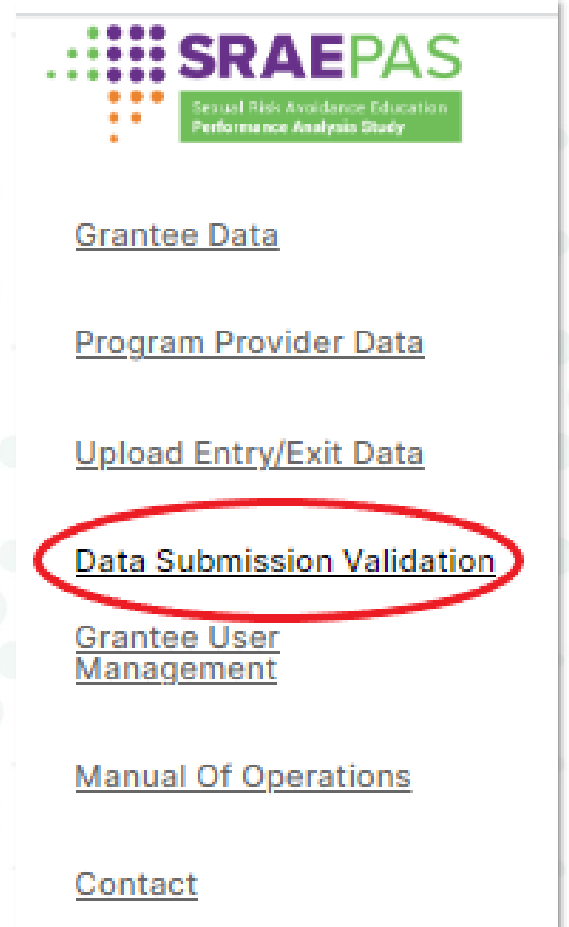 SRAEPAS
Sexual Risk Avoidance Education
Performance Analysis Study
Grantee Data
Program Provider Data
Upload Entry/Exit Data
Data Submission Validation
Grantee User
Management
Manual Of Operations
Contact